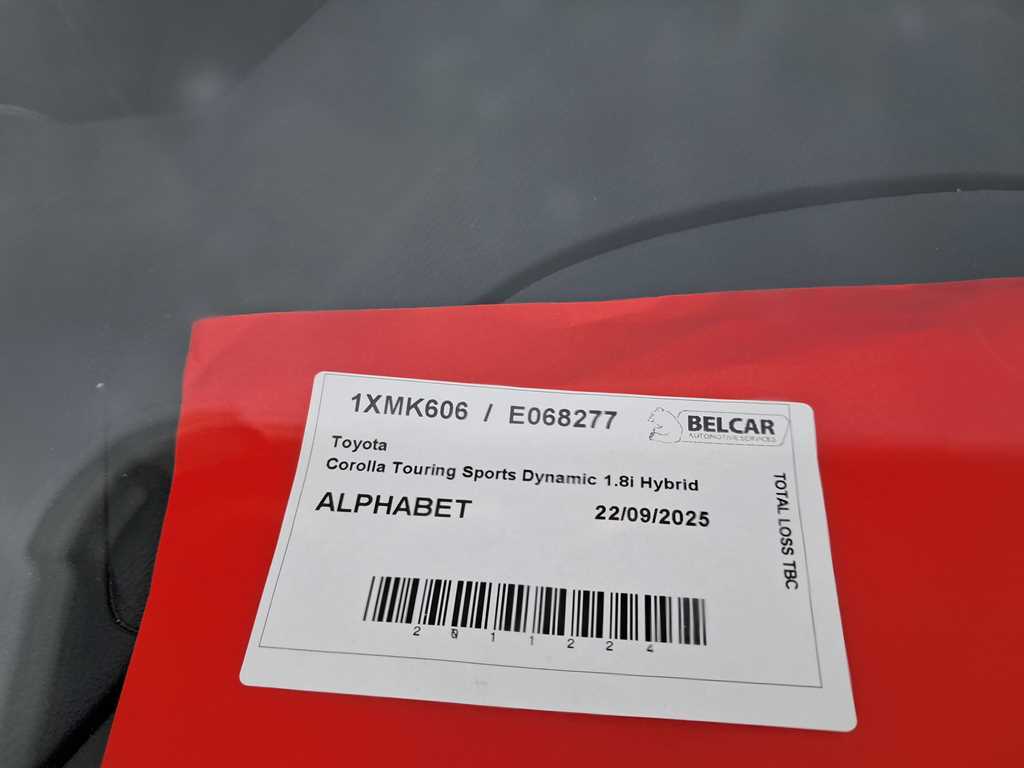 1XMK606 / E068277
BELCAR
AUTOMOTIVE SERVICES
Toyota
Corolla Touring Sports Dynamic 1.8i Hybrid
ALPHABET
22/09/2025
TOTAL LOSS TBC
2011224